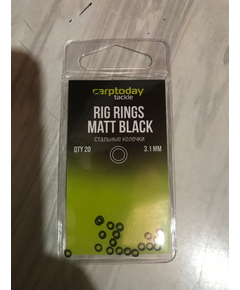 carptoday
tackle
RIG RINGS
MATT BLACK
стальные колечки
QTY 20
3.1 MM